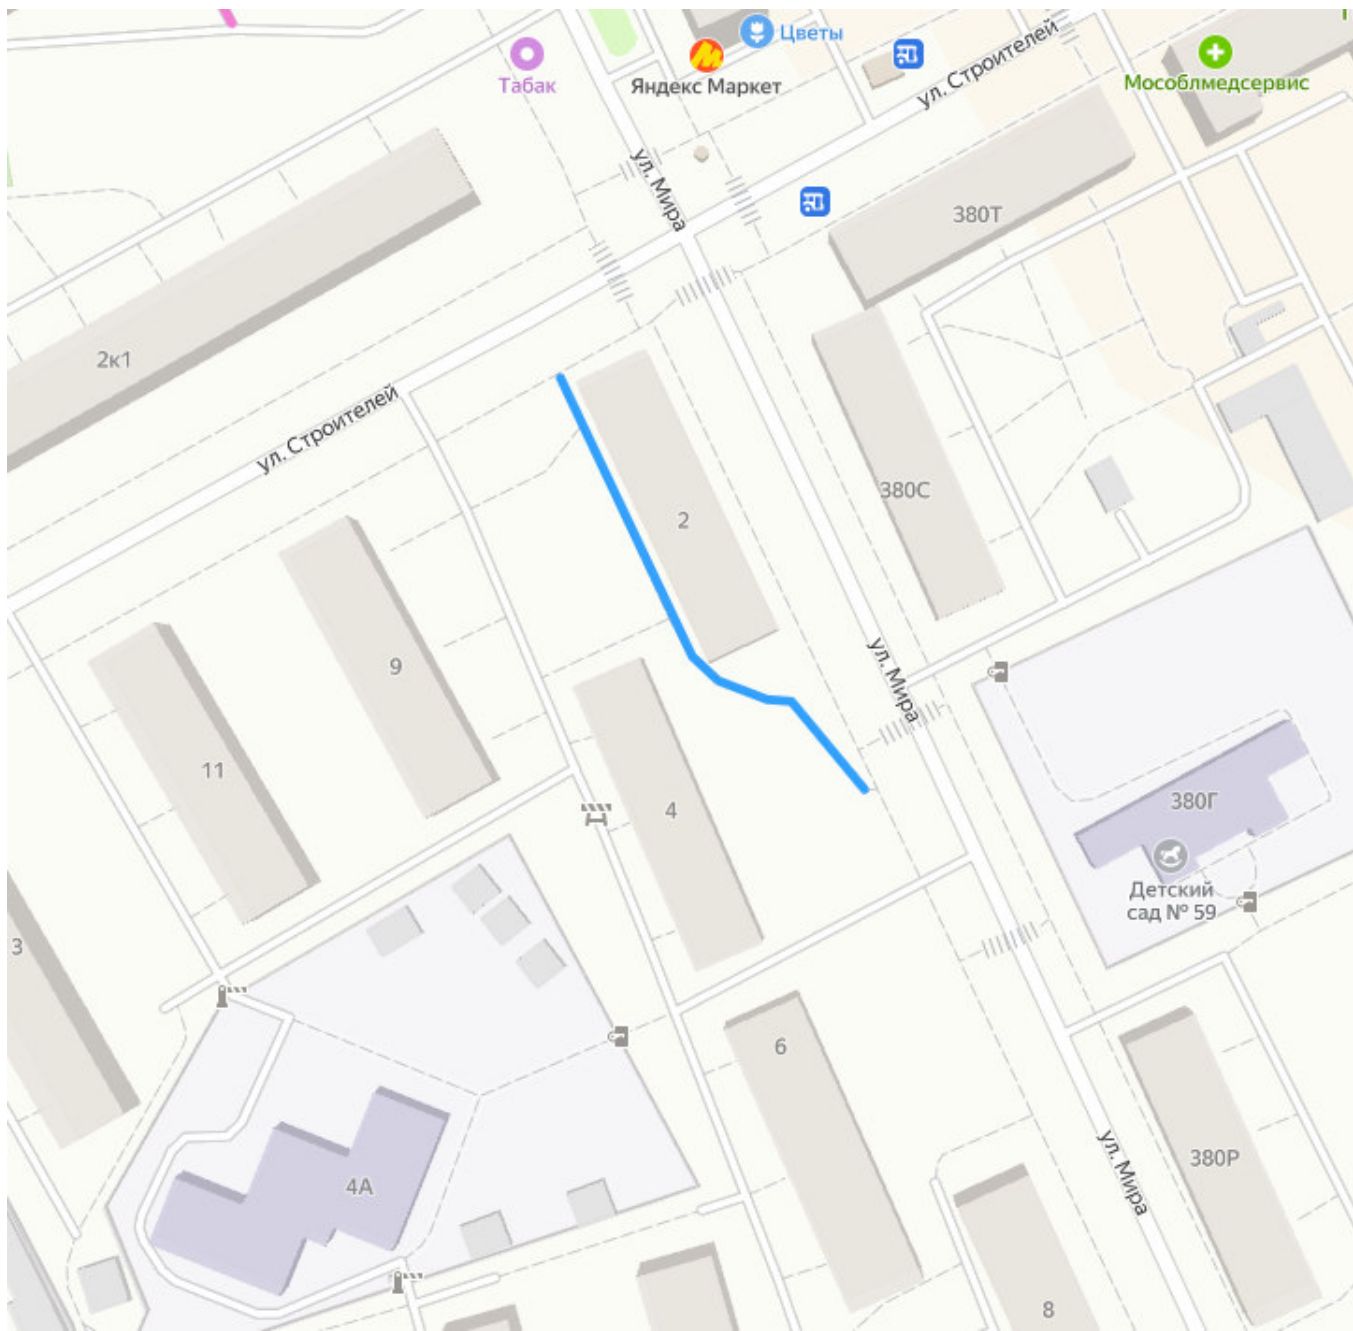 Цветы
Табак
Яндекс Маркет
ул. Строителей
Мособлмедсервис
ул. Мира
380Т
2к1
ул. Строителей
380С
2
9
ул. Мира
11
4
380Г
Детский
сад № 59
3
6
380Р
ул. Мира
4А
8